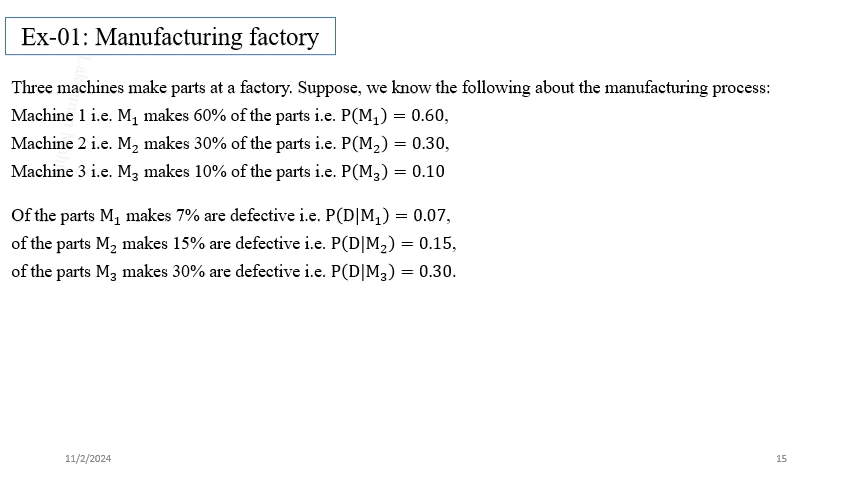 Ex-01: Manufacturing factory
Three machines make parts at a factory. Suppose, we know the following about the manufacturing process:
Machine 1 i.e. M₁ makes 60% of the parts i.e. P(M₁) = 0.60,
Machine 2 i.e. M₂ makes 30% of the parts i.e. P(M₂) = 0.30,
Machine 3 i.e. M₃ makes 10% of the parts i.e. P(M₃) = 0.10
Of the parts M₁ makes 7% are defective i.e. P(D|M₁) = 0.07,
of the parts M₂ makes 15% are defective i.e. P(D|M₂) = 0.15,
of the parts M₃ makes 30% are defective i.e. P(D|M₃) = 0.30.
11/2/2024
15